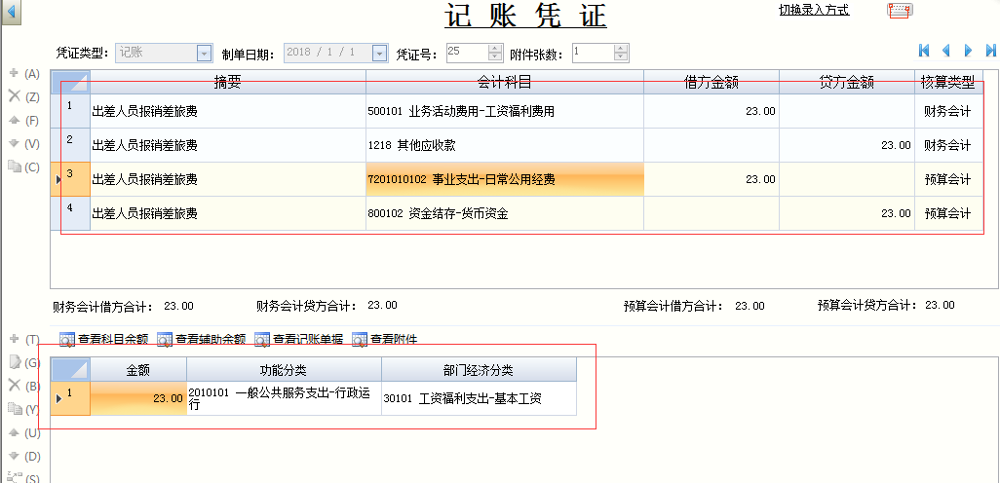 记 账 凭 证
切换录入方式
凭证类型: 记账 制单日期: 2018 / 1 / 1 凭证号: 25 附件张数: 1
(A)
(Z)
(F)
(V)
(C)
摘要 会计科目 借方金额 贷方金额 核算类型
1 出差人员报销差旅费 500101 业务活动费用-工资福利费用 23.00 财务会计
2 出差人员报销差旅费 1218 其他应收款 23.00 财务会计
3 出差人员报销差旅费 7201010102 事业支出-日常公用经费 23.00 预算会计
4 出差人员报销差旅费 800102 资金结存-货币资金 23.00 预算会计
财务会计借方合计: 23.00 财务会计贷方合计: 23.00 预算会计借方合计: 23.00 预算会计贷方合计: 23.00
(T)
(G)
(B)
(Y)
(U)
(D)
(S)
查看科目余额 查看辅助余额 查看记账单据 查看附件
金额 功能分类 部门经济分类
1 23.00 2010101 一般公共服务支出-行政运
行
30101 工资福利支出-基本工资